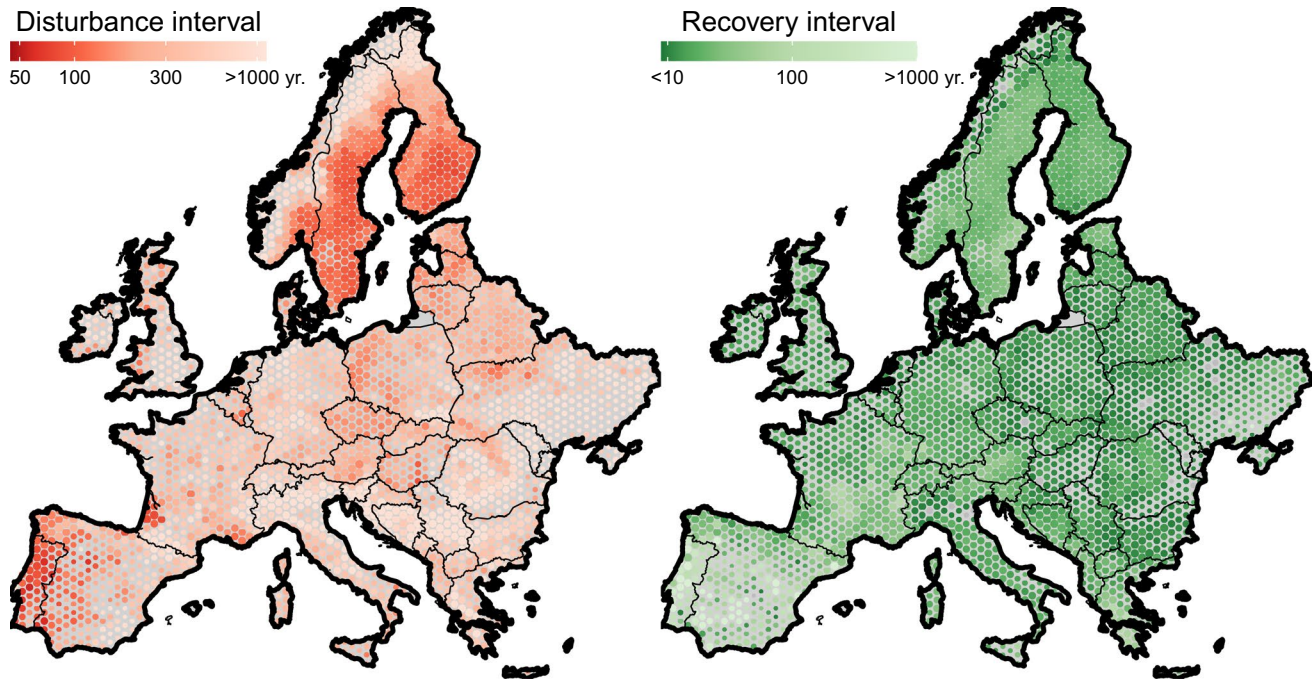 Disturbance interval
50 100 300 >1000 yr.
Recovery interval
<10 100 >1000 yr.